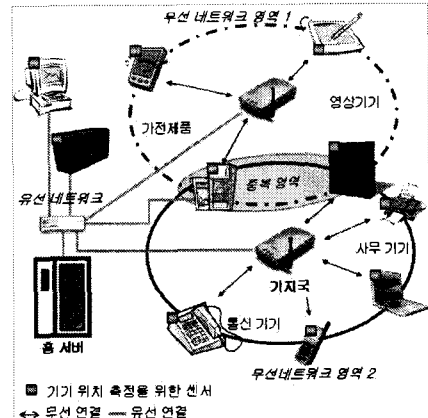 무선 네트워크 영역 1
영상기기
가전제품
중복 영역
유선 네트워크
사무 기기
기지국
통신 기기
홈 서버
무선네트워크 영역 2
기기 위치 측정을 위한 센서
무선 연결 유선 연결